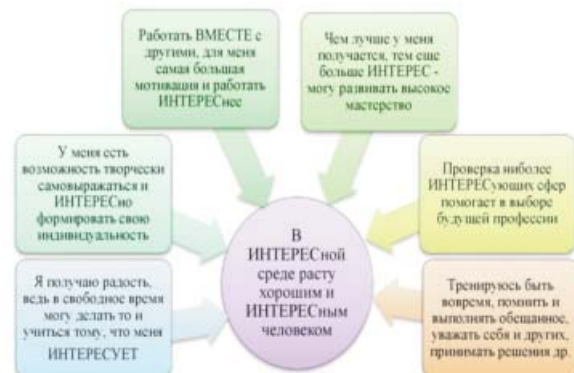 Работать ВМЕСТЕ с
другими, для меня
самая большая
мотивация и работать
ИНТЕРЕСнее
Чем лучше у меня
получается, тем еще
больше ИНТЕРЕС -
могу развивать высокое
мастерство
У меня есть
возможность творчески
самовыражаться и
ИНТЕРЕСно
формировать свою
индивидуальность
Проверка ниболее
ИНТЕРЕСующих сфер
помогает в выборе
будущей профессии
В
ИНТЕРЕСной
среде расту
хорошим и
ИНТЕРЕСным
человеком
Я получаю радость,
ведь в свободное время
могу делать то и
учиться тому, что меня
ИНТЕРЕСУЕТ
Тренируюсь быть
вовремя, помнить и
выполнять обещанное,
уважать себя и других,
принимать решения др.